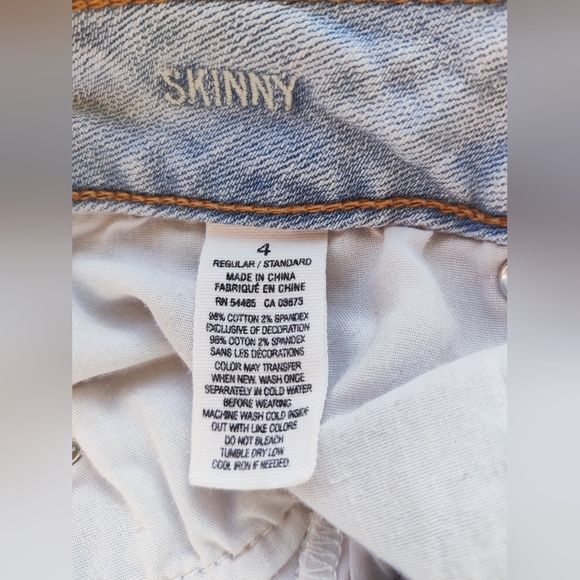 SKINNY
4
REGULAR / STANDARD
MADE IN CHINA
FABRIQUÉ EN CHINE
RN 54485 CA 03673
98% COTTON 2% SPANDEX
EXCLUSIVE OF DECORATION
98% COTON 2% SPANDEX
SANS LES DÉCORATIONS
COLOR MAY TRANSFER
WHEN NEW. WASH ONCE
SEPARATELY IN COLD WATER
BEFORE WEARING
MACHINE WASH COLD INSIDE
OUT WITH LIKE COLORS
DO NOT BLEACH
TUMBLE DRY LOW
COOL IRON IF NEEDED.